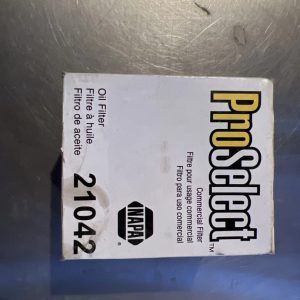 ProSelect™
Commercial Filter
Filtre pour usage commercial
Filtro para uso comercial
NAPA®
Oil Filter
Filtre à huile
Filtro de aceite
21042